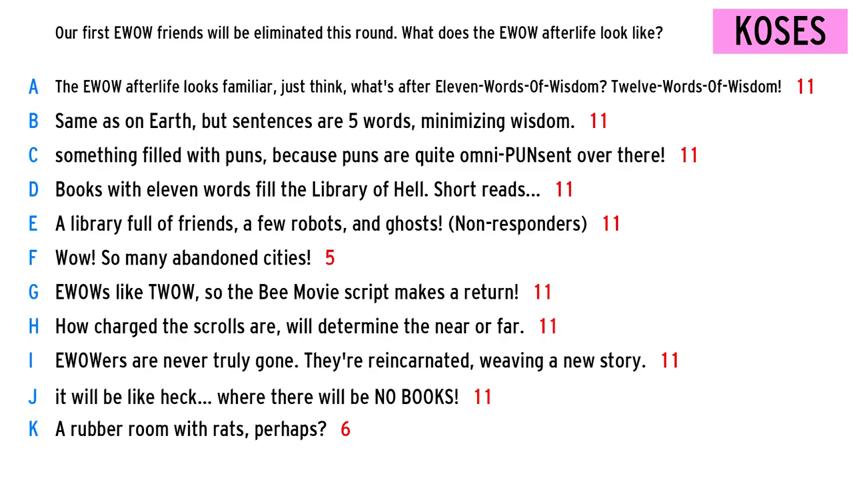 Our first EWOW friends will be eliminated this round. What does the EWOW afterlife look like?
KOSES
A The EWOW afterlife looks familiar, just think, what's after Eleven-Words-Of-Wisdom? Twelve-Words-Of-Wisdom! 11
B Same as on Earth, but sentences are 5 words, minimizing wisdom. 11
C something filled with puns, because puns are quite omni-PUNsent over there! 11
D Books with eleven words fill the Library of Hell. Short reads... 11
E A library full of friends, a few robots, and ghosts! (Non-responders) 11
F Wow! So many abandoned cities! 5
G EWOWs like TWOW, so the Bee Movie script makes a return! 11
H How charged the scrolls are, will determine the near or far. 11
I EWOWers are never truly gone. They're reincarnated, weaving a new story. 11
J it will be like heck... where there will be NO BOOKS! 11
K A rubber room with rats, perhaps? 6